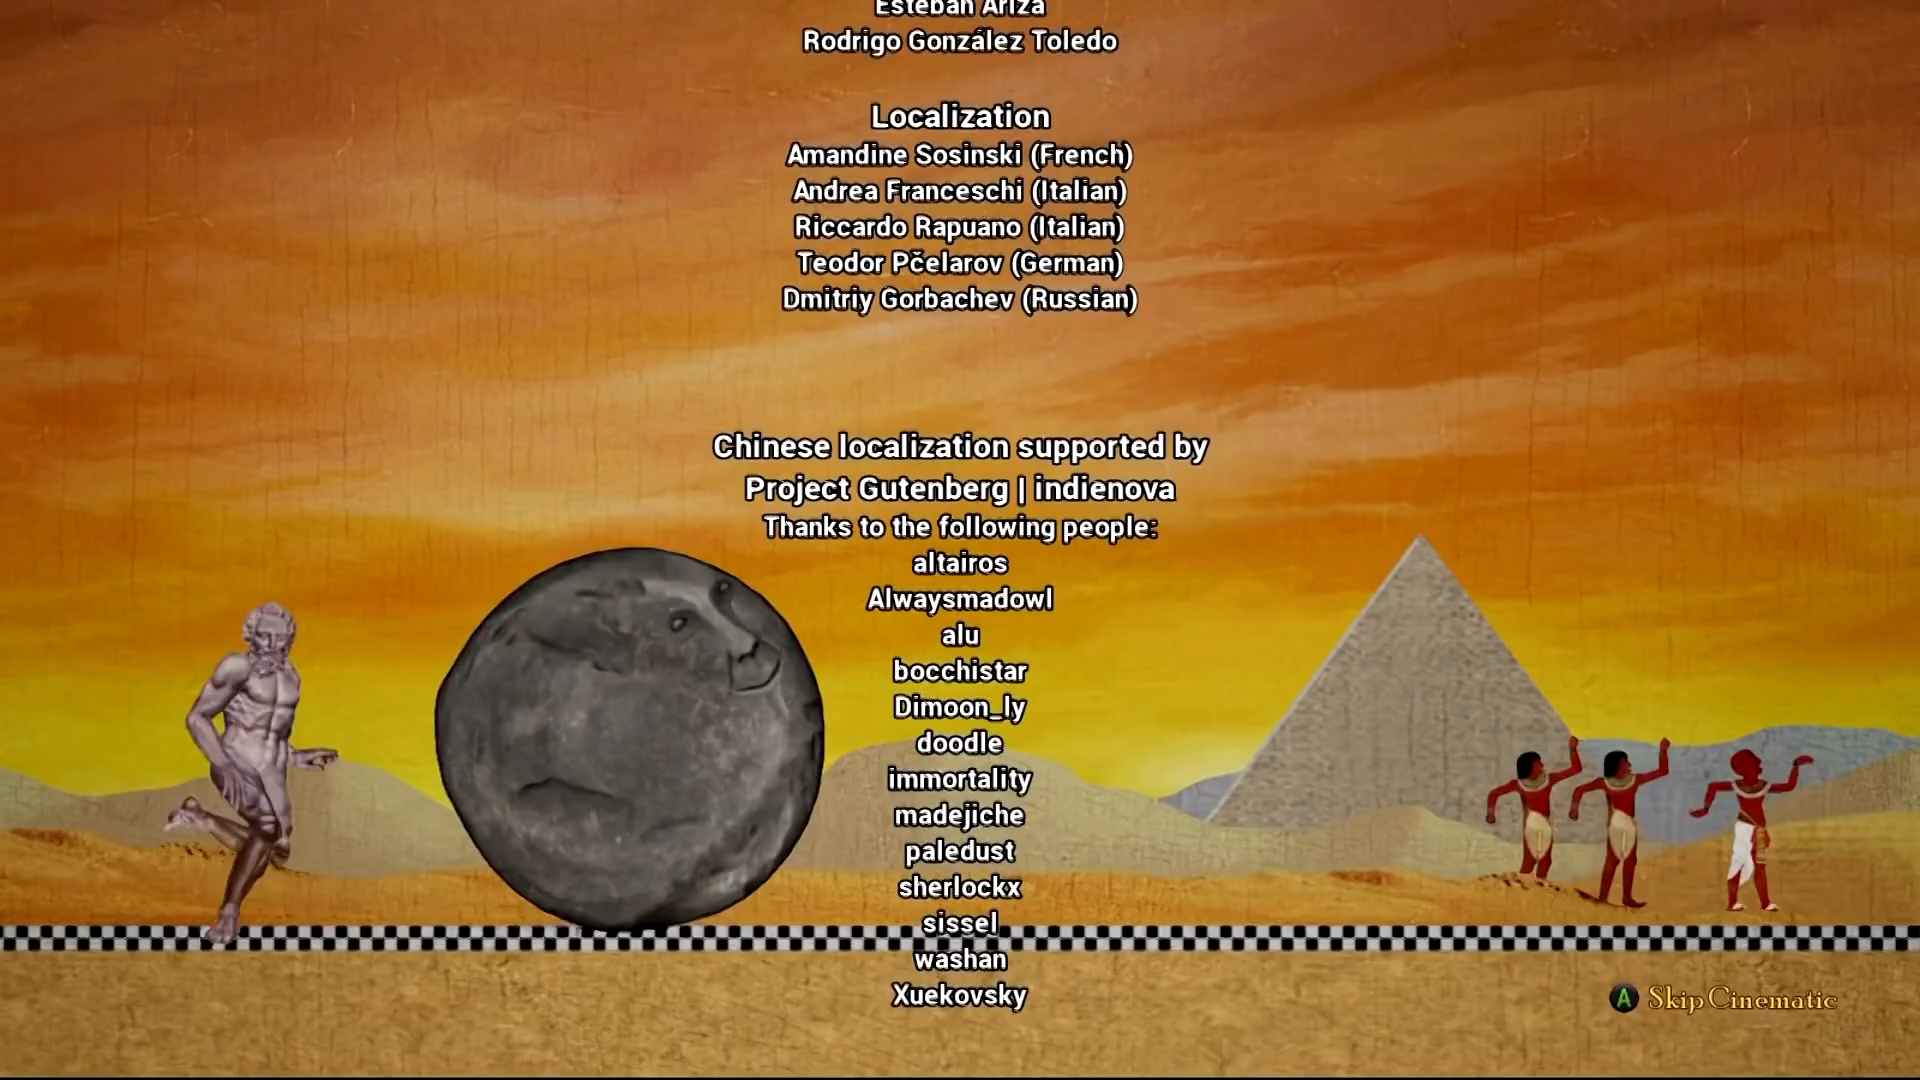 Esteban Ariza
Rodrigo González Toledo
Localization
Amandine Sosinski (French)
Andrea Franceschi (Italian)
Riccardo Rapuano (Italian)
Teodor Pčelarov (German)
Dmitriy Gorbachev (Russian)
Chinese localization supported by
Project Gutenberg | indienova
Thanks to the following people:
altairos
Alwaysmadowl
alu
bocchistar
Dimoon_ly
doodle
immortality
madejiche
paledust
sherlockx
sissel
washan
Xuekovsky
A Skip Cinematic